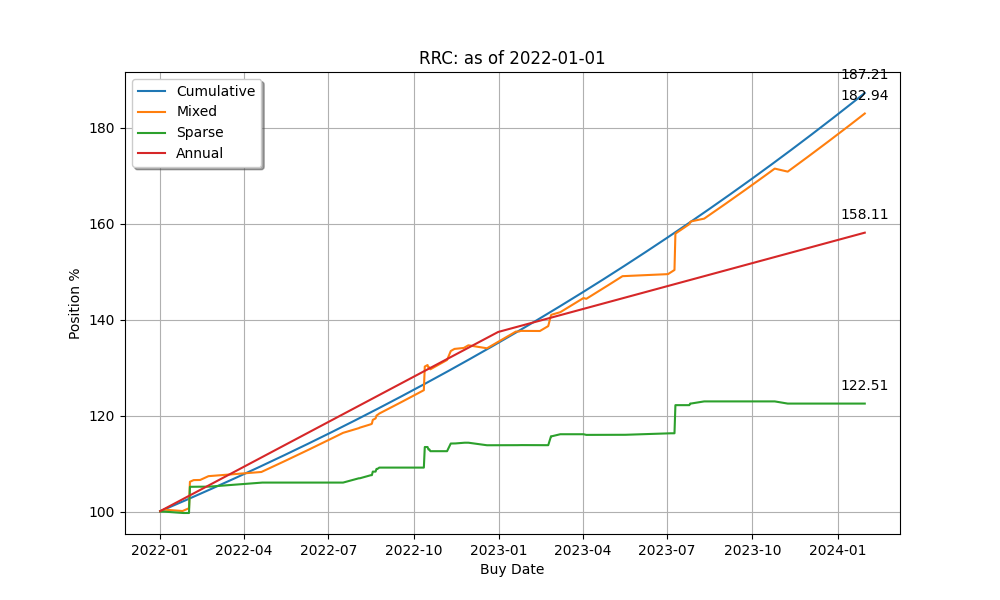 RRC: as of 2022-01-01
187.21
182.94
158.11
122.51
Cumulative
Mixed
Sparse
Annual
Position %
180
160
140
120
100
2022-01 2022-04 2022-07 2022-10 2023-01 2023-04 2023-07 2023-10 2024-01
Buy Date